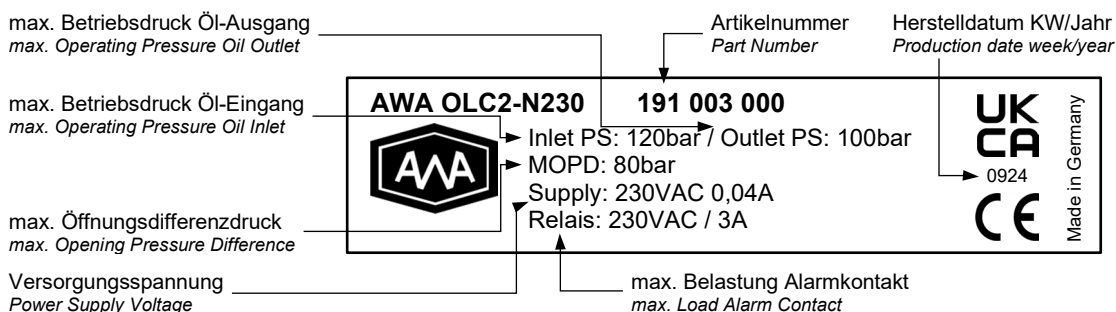 max. Betriebsdruck Öl-Ausgang
max. Operating Pressure Oil Outlet
Artikelnummer
Part Number
Herstelldatum KW/Jahr
Production date week/year
max. Betriebsdruck Öl-Eingang
max. Operating Pressure Oil Inlet
AWA OLC2-N230 191 003 000
Inlet PS: 120bar / Outlet PS: 100bar
MOPD: 80bar
Supply: 230VAC 0,04A
Relais: 230VAC / 3A
AWA
UK
CA
0924
CE
Made in Germany
max. Öffnungsdifferenzdruck
max. Opening Pressure Difference
Versorgungsspannung
Power Supply Voltage
max. Belastung Alarmkontakt
max. Load Alarm Contact